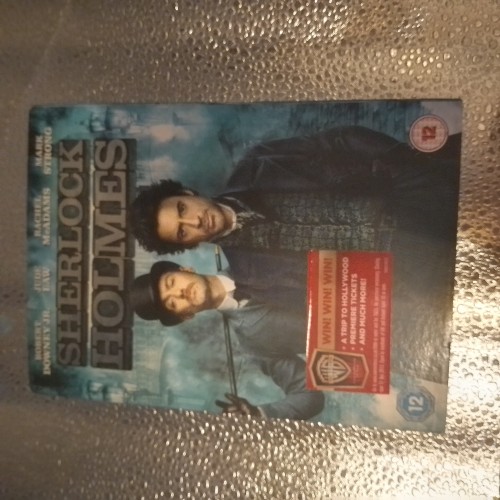 ROBERT DOWNEY JR.
JUDE LAW
RACHEL McADAMS
MARK STRONG
SHERLOCK
HOLMES
WIN! WIN! WIN!
• A TRIP TO HOLLYWOOD
• PREMIERE TICKETS
• AND MUCH MORE!
WB
12
12